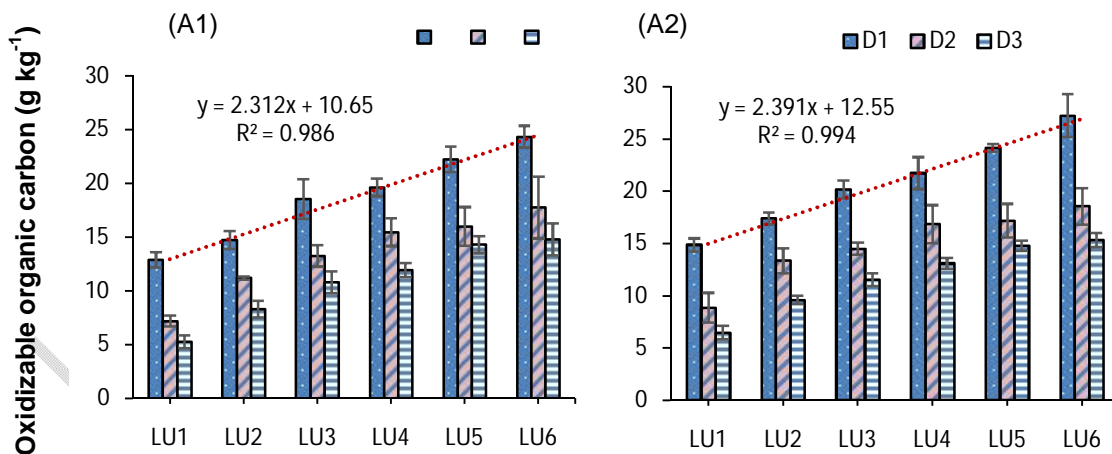 Oxidizable organic carbon (g kg-1)
(A1)
y = 2.312x + 10.65
R² = 0.986
30
25
20
15
10
5
0
LU1 LU2 LU3 LU4 LU5 LU6
(A2)
D1 D2 D3
y = 2.391x + 12.55
R² = 0.994
30
25
20
15
10
5
0
LU1 LU2 LU3 LU4 LU5 LU6